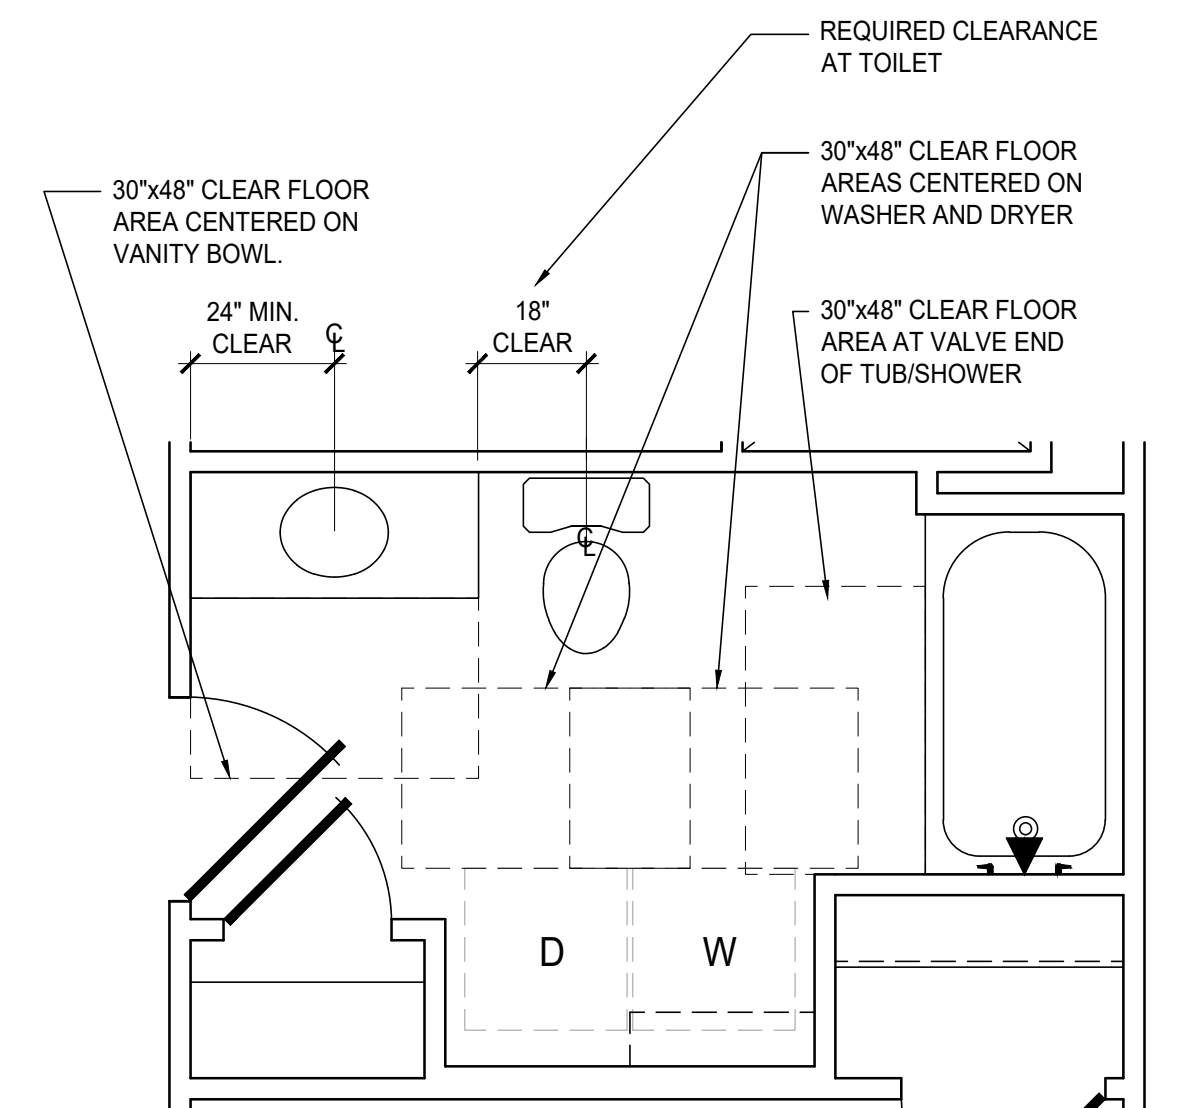 REQUIRED CLEARANCE
AT TOILET
30"x48" CLEAR FLOOR
AREAS CENTERED ON
WASHER AND DRYER
30"x48" CLEAR FLOOR
AREA CENTERED ON
VANITY BOWL.
24" MIN.
CLEAR
CL
18"
CLEAR
30"x48" CLEAR FLOOR
AREA AT VALVE END
OF TUB/SHOWER
CL
D
W